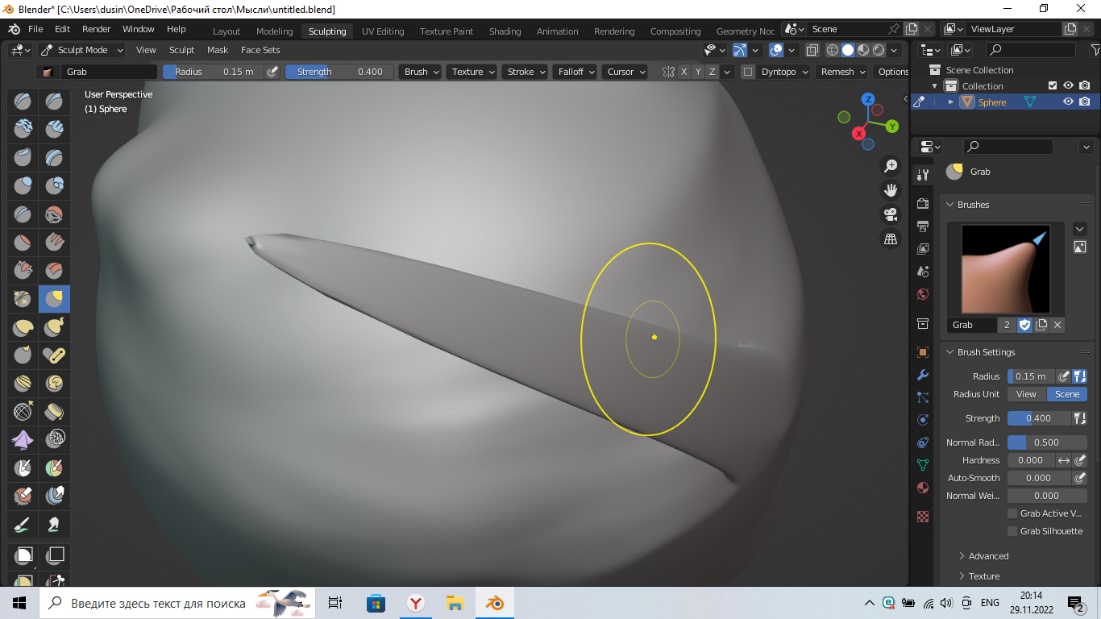 Blender* [C:\Users\dusin\OneDrive\Рабочий стол\Мысли\untitled.blend]
File Edit Render Window Help Layout Modeling Sculpting UV Editing Texture Paint Shading Animation Rendering Compositing Geometry Noc Scene ViewLayer
Sculpt Mode View Sculpt Mask Face Sets
Grab Radius 0.15 m Strength 0.400 Brush Texture Stroke Falloff Cursor X Y Z Dyntopo Remesh Options
User Perspective
(1) Sphere
Z
Y
X
Scene Collection
Collection
Sphere
Grab
Brushes
Grab 2
Brush Settings
Radius 0.15 m
Radius Unit View Scene
Strength 0.400
Normal Rad... 0.500
Hardness 0.000
Auto-Smooth 0.000
Normal Wei... 0.000
Grab Active V...
Grab Silhouette
Advanced
Texture
Введите здесь текст для поиска
ENG
20:14
29.11.2022
2